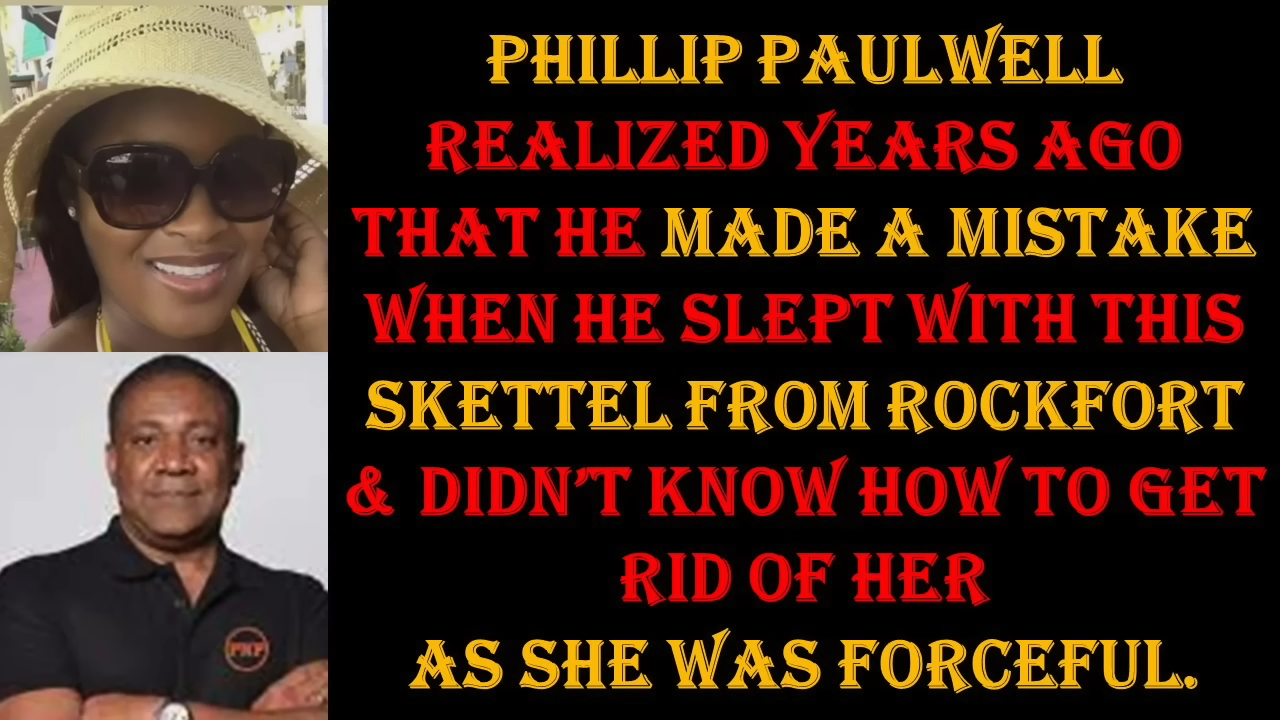 PHILLIP PAULWELL
REALIZED YEARS AGO
THAT HE MADE A MISTAKE
WHEN HE SLEPT WITH THIS
SKETTEL FROM ROCKFORT
& DIDN'T KNOW HOW TO GET
RID OF HER
AS SHE WAS FORCEFUL.
PNP